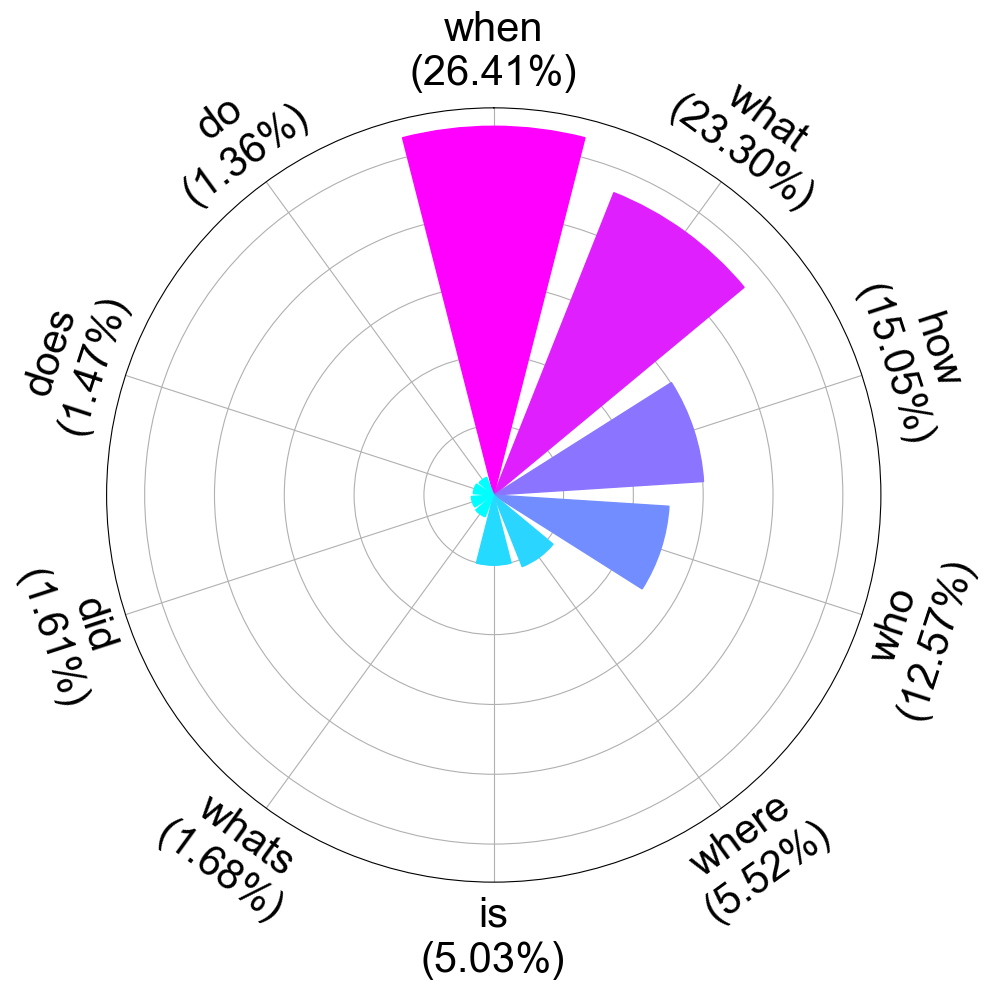 when
(26.41%)
what
(23.30%)
how
(15.05%)
who
(12.57%)
where
(5.52%)
is
(5.03%)
whats
(1.68%)
did
(1.61%)
does
(1.47%)
do
(1.36%)